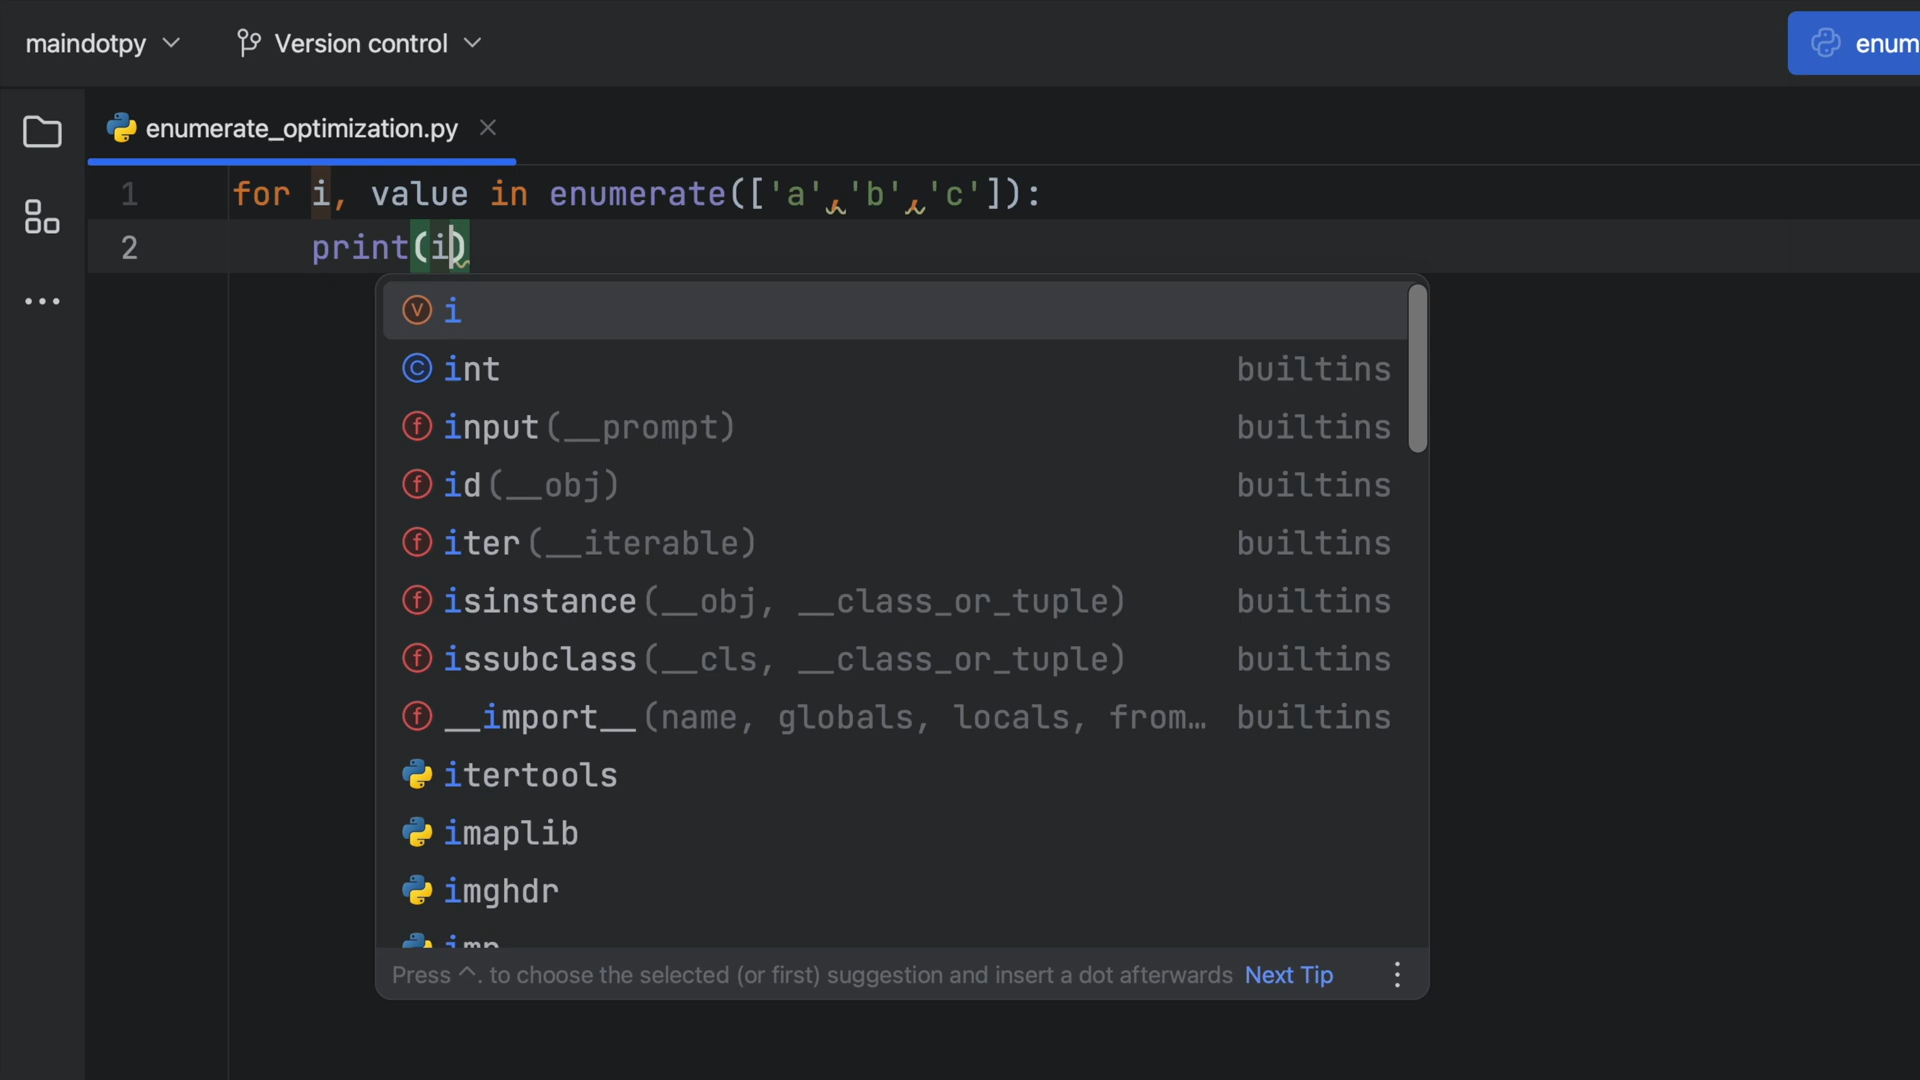 maindotpy
Version control
enum
enumerate_optimization.py
1 for i, value in enumerate(['a','b','c']):
2 print(i)
i
int builtins
input(__prompt) builtins
id(__obj) builtins
iter(__iterable) builtins
isinstance(__obj, __class_or_tuple) builtins
issubclass(__cls, __class_or_tuple) builtins
__import__(name, globals, locals, from… builtins
itertools
imaplib
imghdr
imp
Press ^. to choose the selected (or first) suggestion and insert a dot afterwards Next Tip